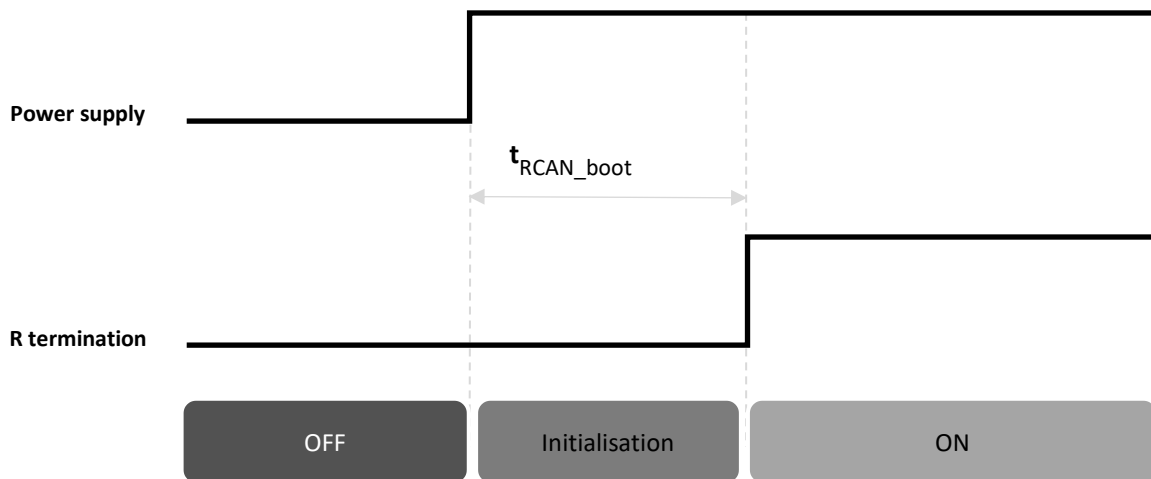 Power supply
tRCAN_boot
R termination
OFF
Initialisation
ON